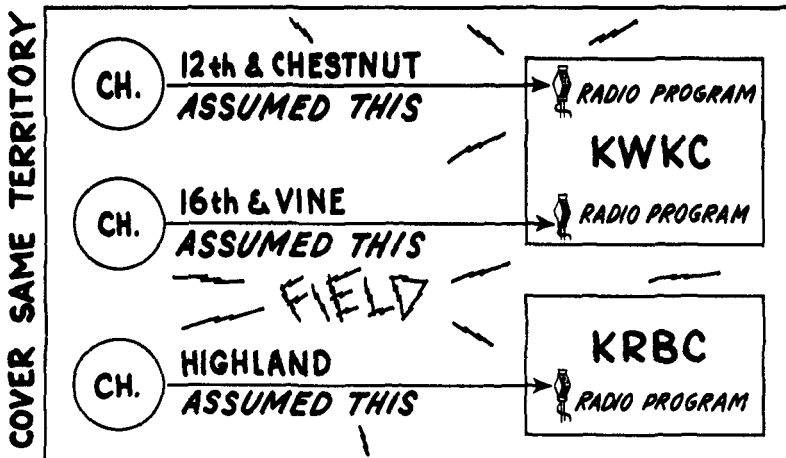 COVER SAME TERRITORY
CH.
12th & CHESTNUT
ASSUMED THIS
RADIO PROGRAM
KWKC
CH.
16th & VINE
ASSUMED THIS
RADIO PROGRAM
FIELD
CH.
HIGHLAND
ASSUMED THIS
KRBC
RADIO PROGRAM